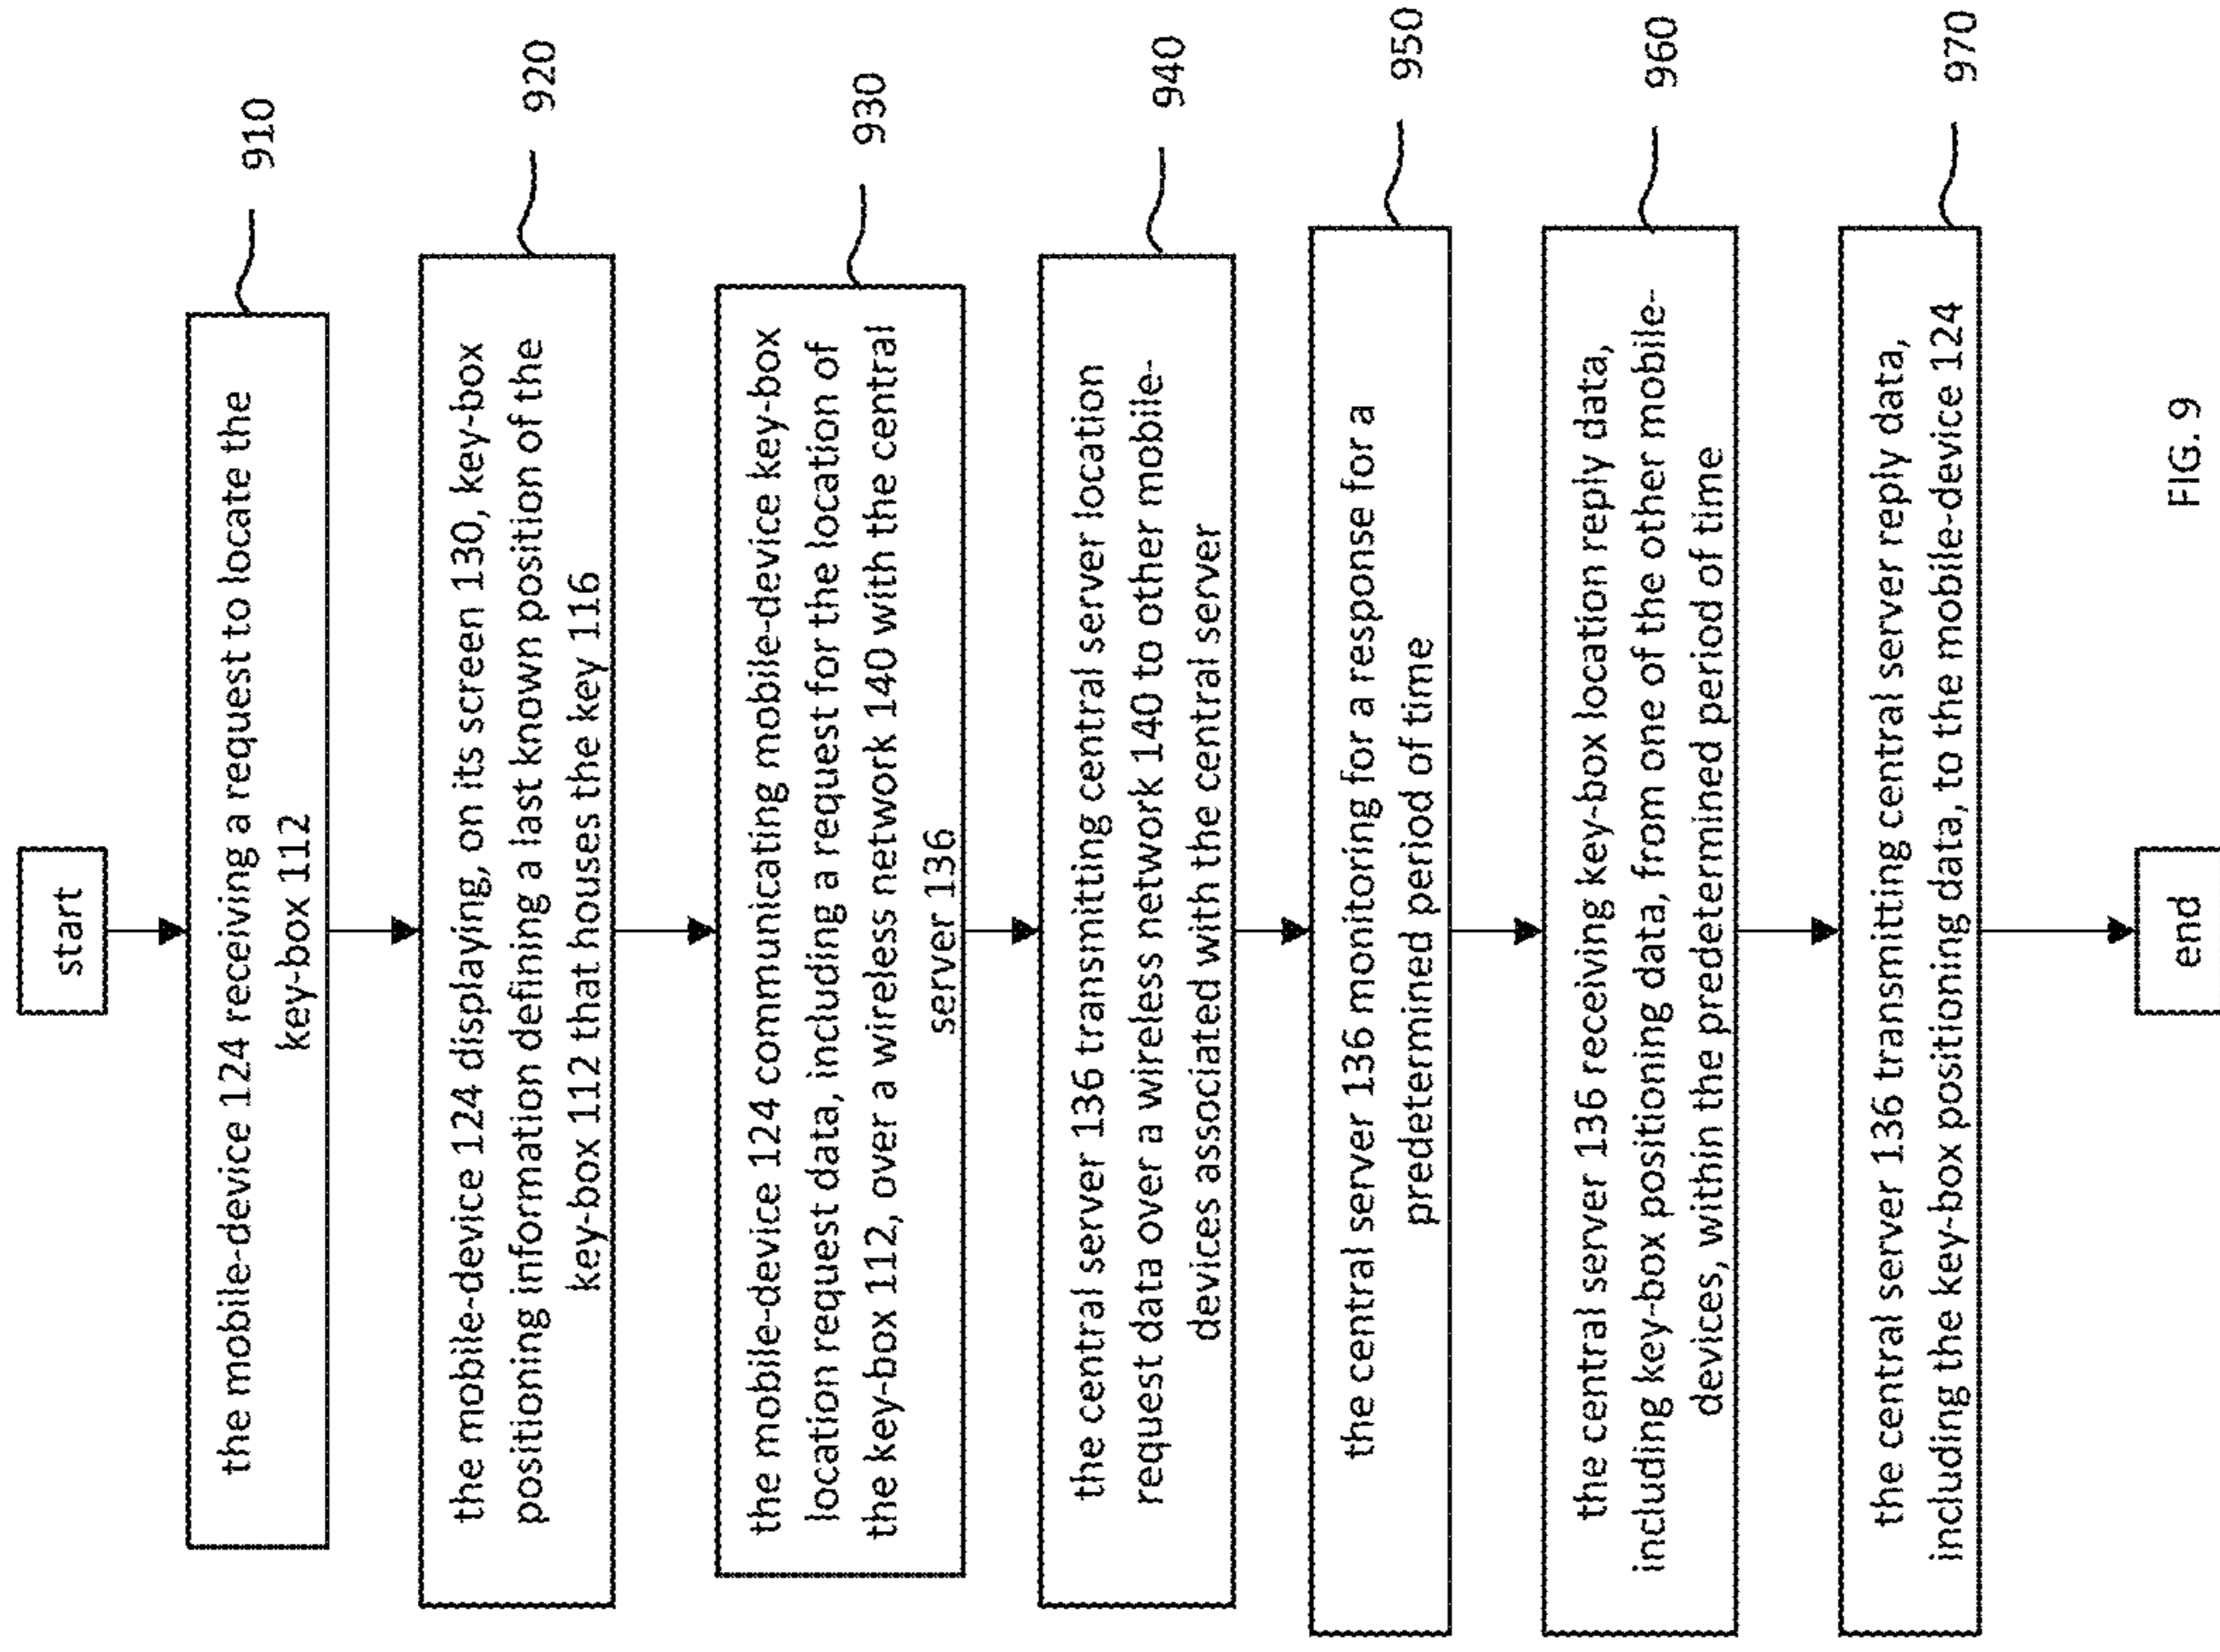 start
the mobile-device 124 receiving a request to locate the
key-box 112
910
the mobile-device 124 displaying, on its screen 130, key-box
positioning information defining a last known position of the
key-box 112 that houses the key 116
920
the mobile-device 124 communicating mobile-device key-box
location request data, including a request for the location of
the key-box 112, over a wireless network 140 with the central
server 136
930
the central server 136 transmitting central server location
request data over a wireless network 140 to other mobile-
devices associated with the central server
940
the central server 136 monitoring for a response for a
predetermined period of time
950
the central server 136 receiving key-box location reply data,
including key-box positioning data, from one of the other mobile-
devices, within the predetermined period of time
960
the central server 136 transmitting central server reply data,
including the key-box positioning data, to the mobile-device 124
970
end
FIG. 9